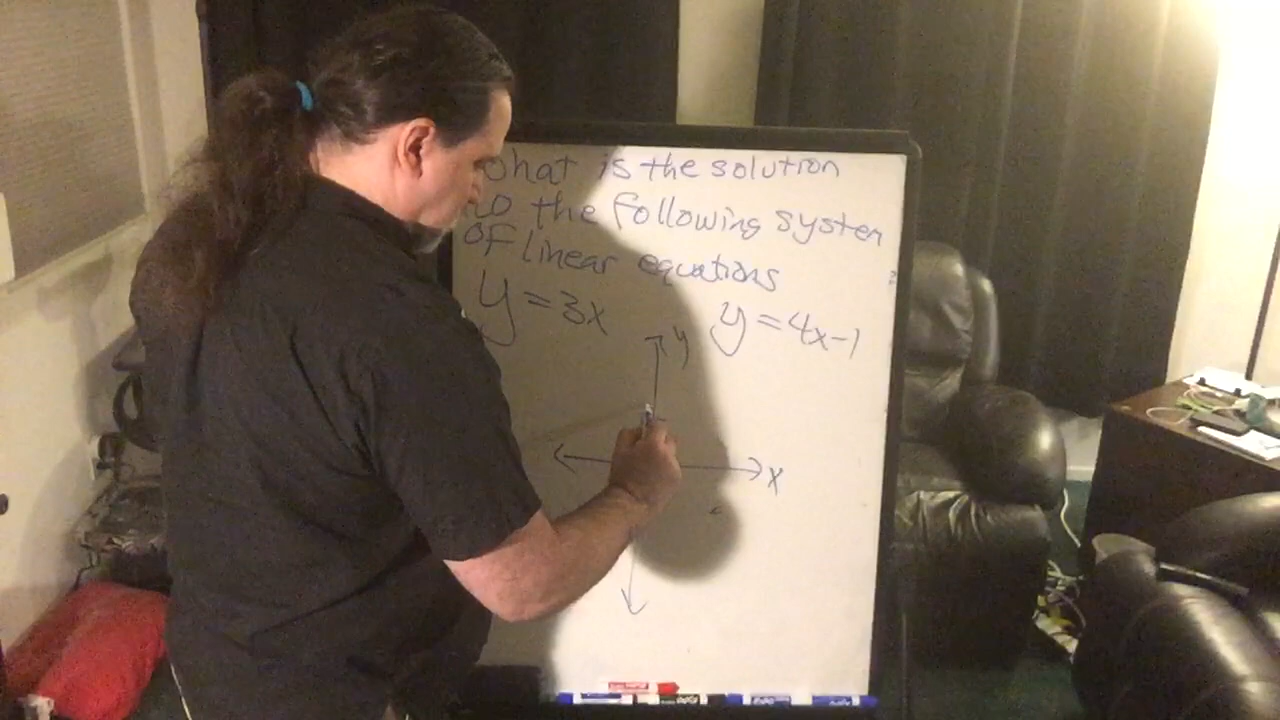 What is the solution
to the following system
of linear equations
y=3x y=4x-1
y
x